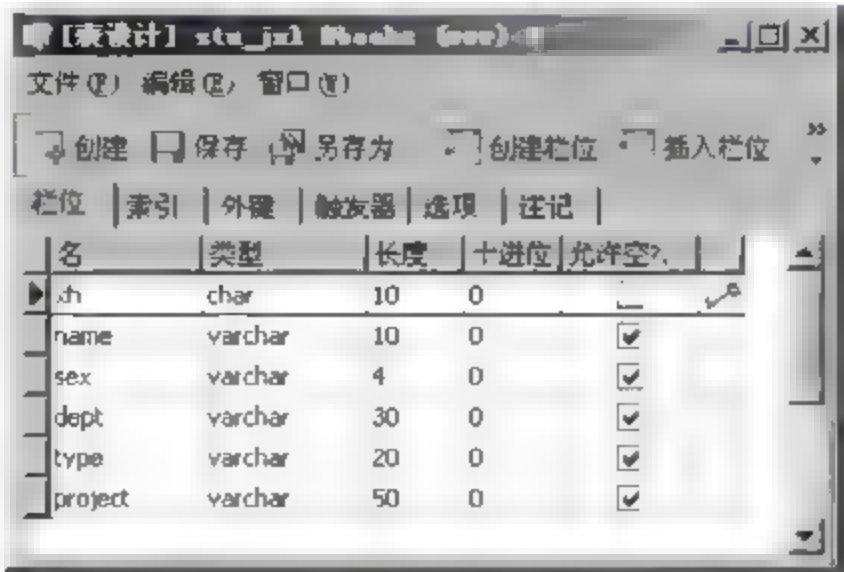 [表设计] stu_jxl
文件(F) 编辑(E) 窗口(W)
创建 保存 另存为 创建栏位 插入栏位
栏位 索引 外键 触发器 选项 注记
名 类型 长度 十进位 允许空?
xh char 10 0
name varchar 10 0
sex varchar 4 0
dept varchar 30 0
type varchar 20 0
project varchar 50 0